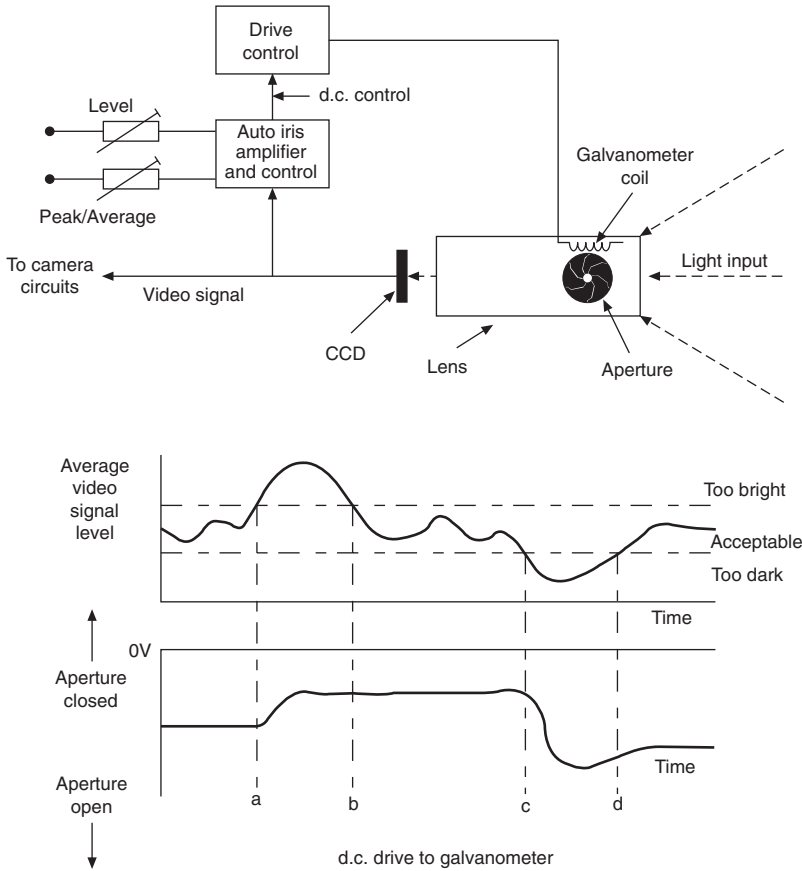 Drive
control
d.c. control
Level
Auto iris
amplifier
and control
Peak/Average
Galvanometer
coil
To camera
circuits
Video signal
Light input
CCD
Lens
Aperture
Average
video
signal
level
Too bright
Acceptable
Too dark
Time
0V
Aperture
closed
Time
Aperture
open
a
b
c
d
d.c. drive to galvanometer